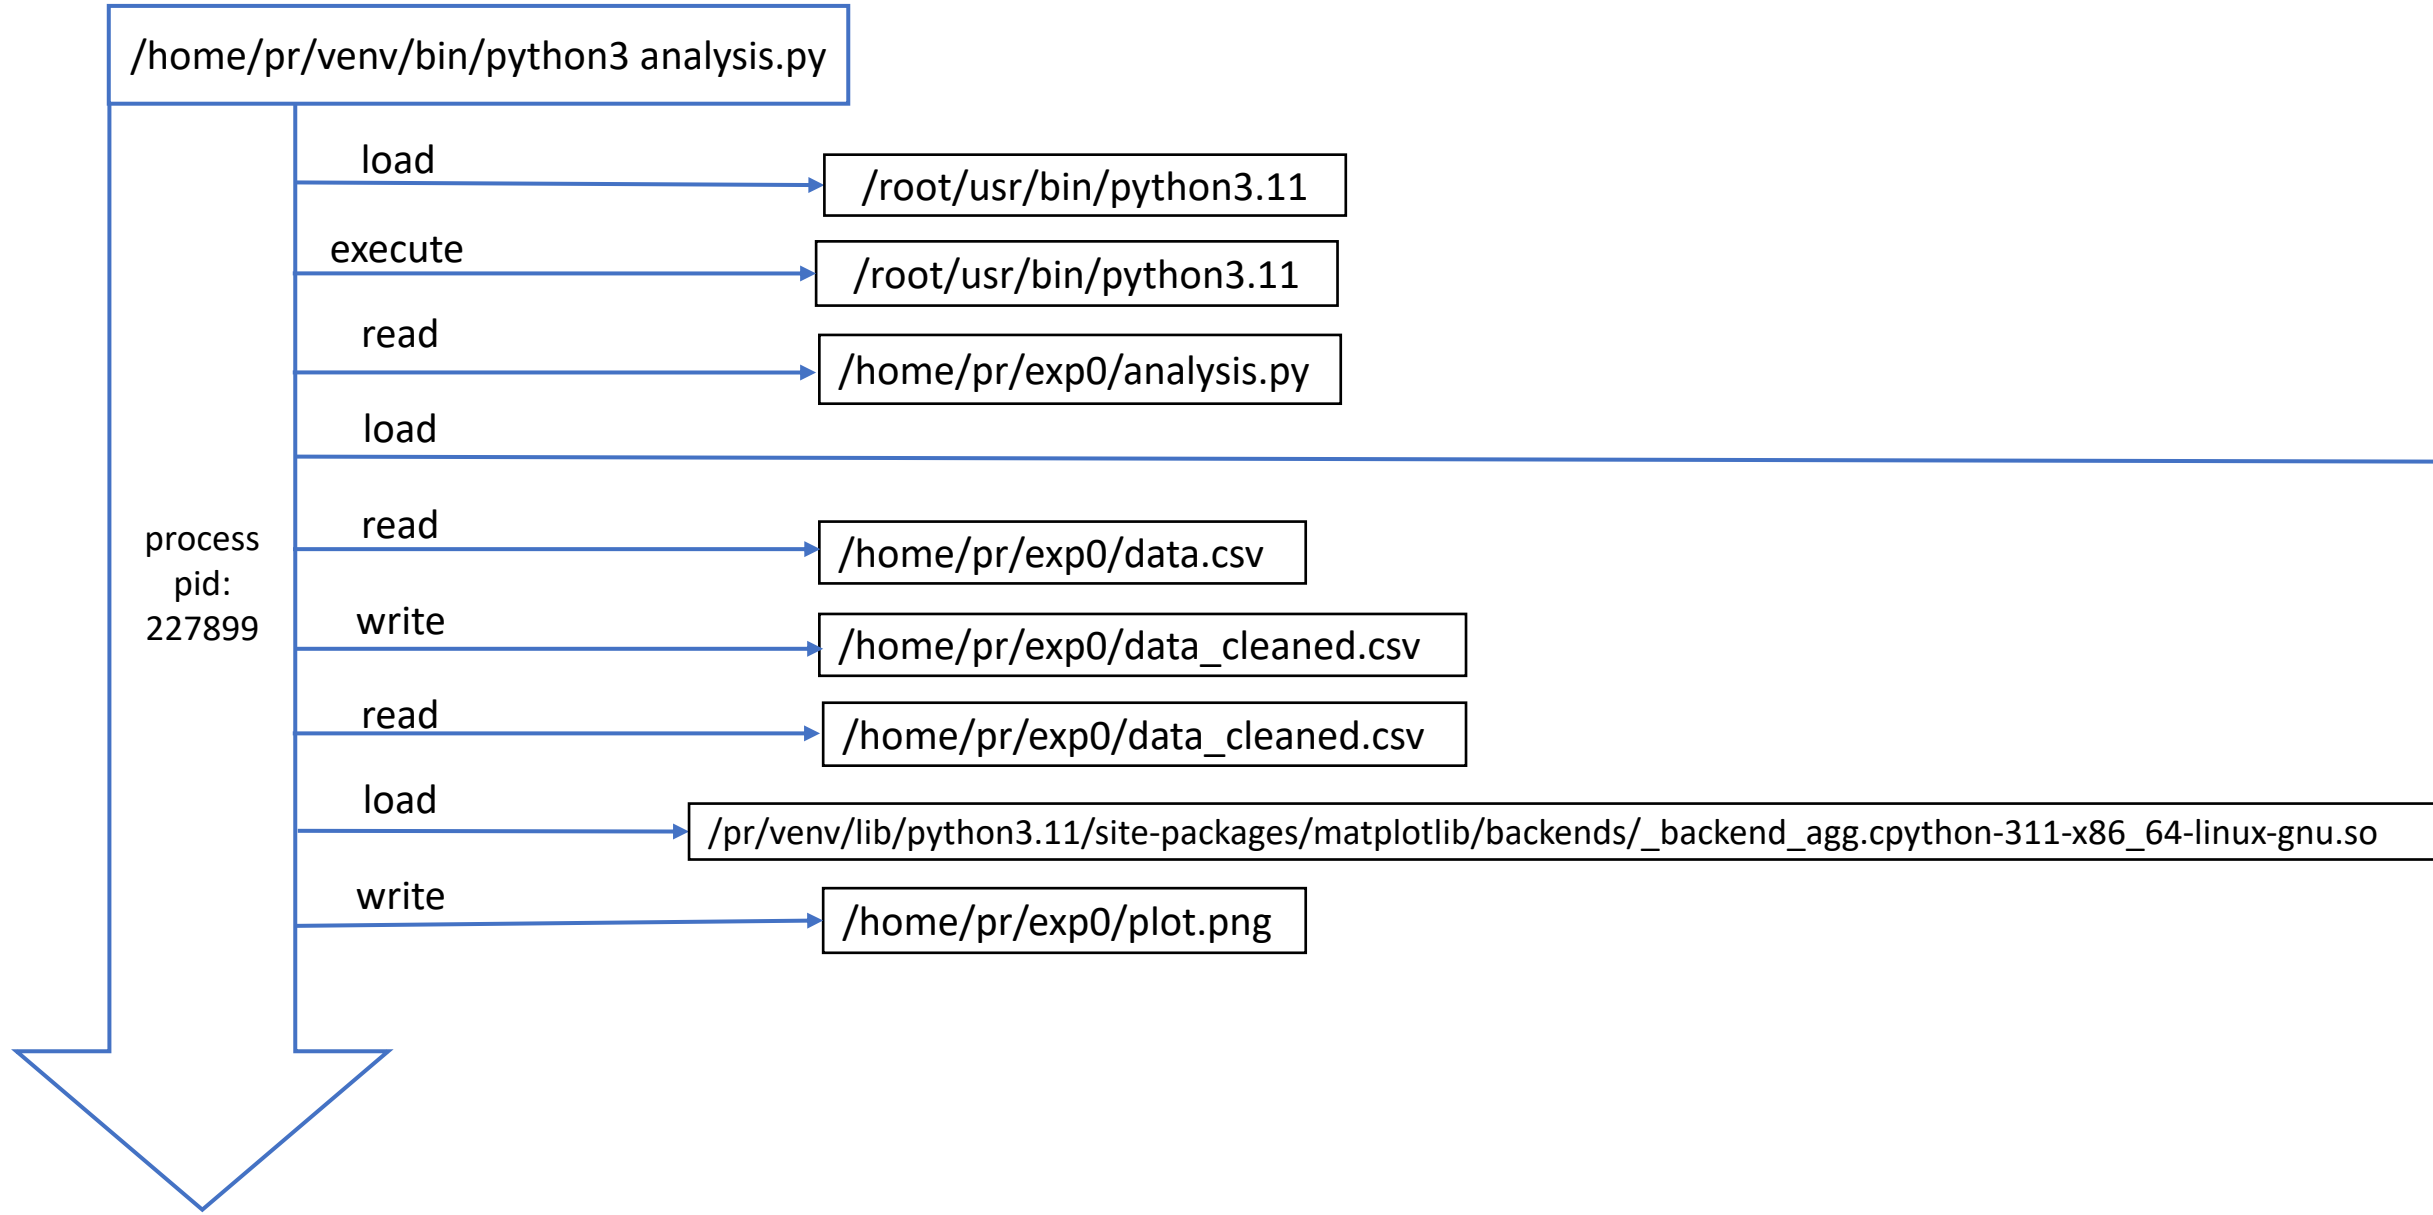 /home/pr/venv/bin/python3 analysis.py
load
/root/usr/bin/python3.11
execute
/root/usr/bin/python3.11
read
/home/pr/exp0/analysis.py
load
process
pid:
227899
read
/home/pr/exp0/data.csv
write
/home/pr/exp0/data_cleaned.csv
read
/home/pr/exp0/data_cleaned.csv
load
/pr/venv/lib/python3.11/site-packages/matplotlib/backends/_backend_agg.cpython-311-x86_64-linux-gnu.so
write
/home/pr/exp0/plot.png